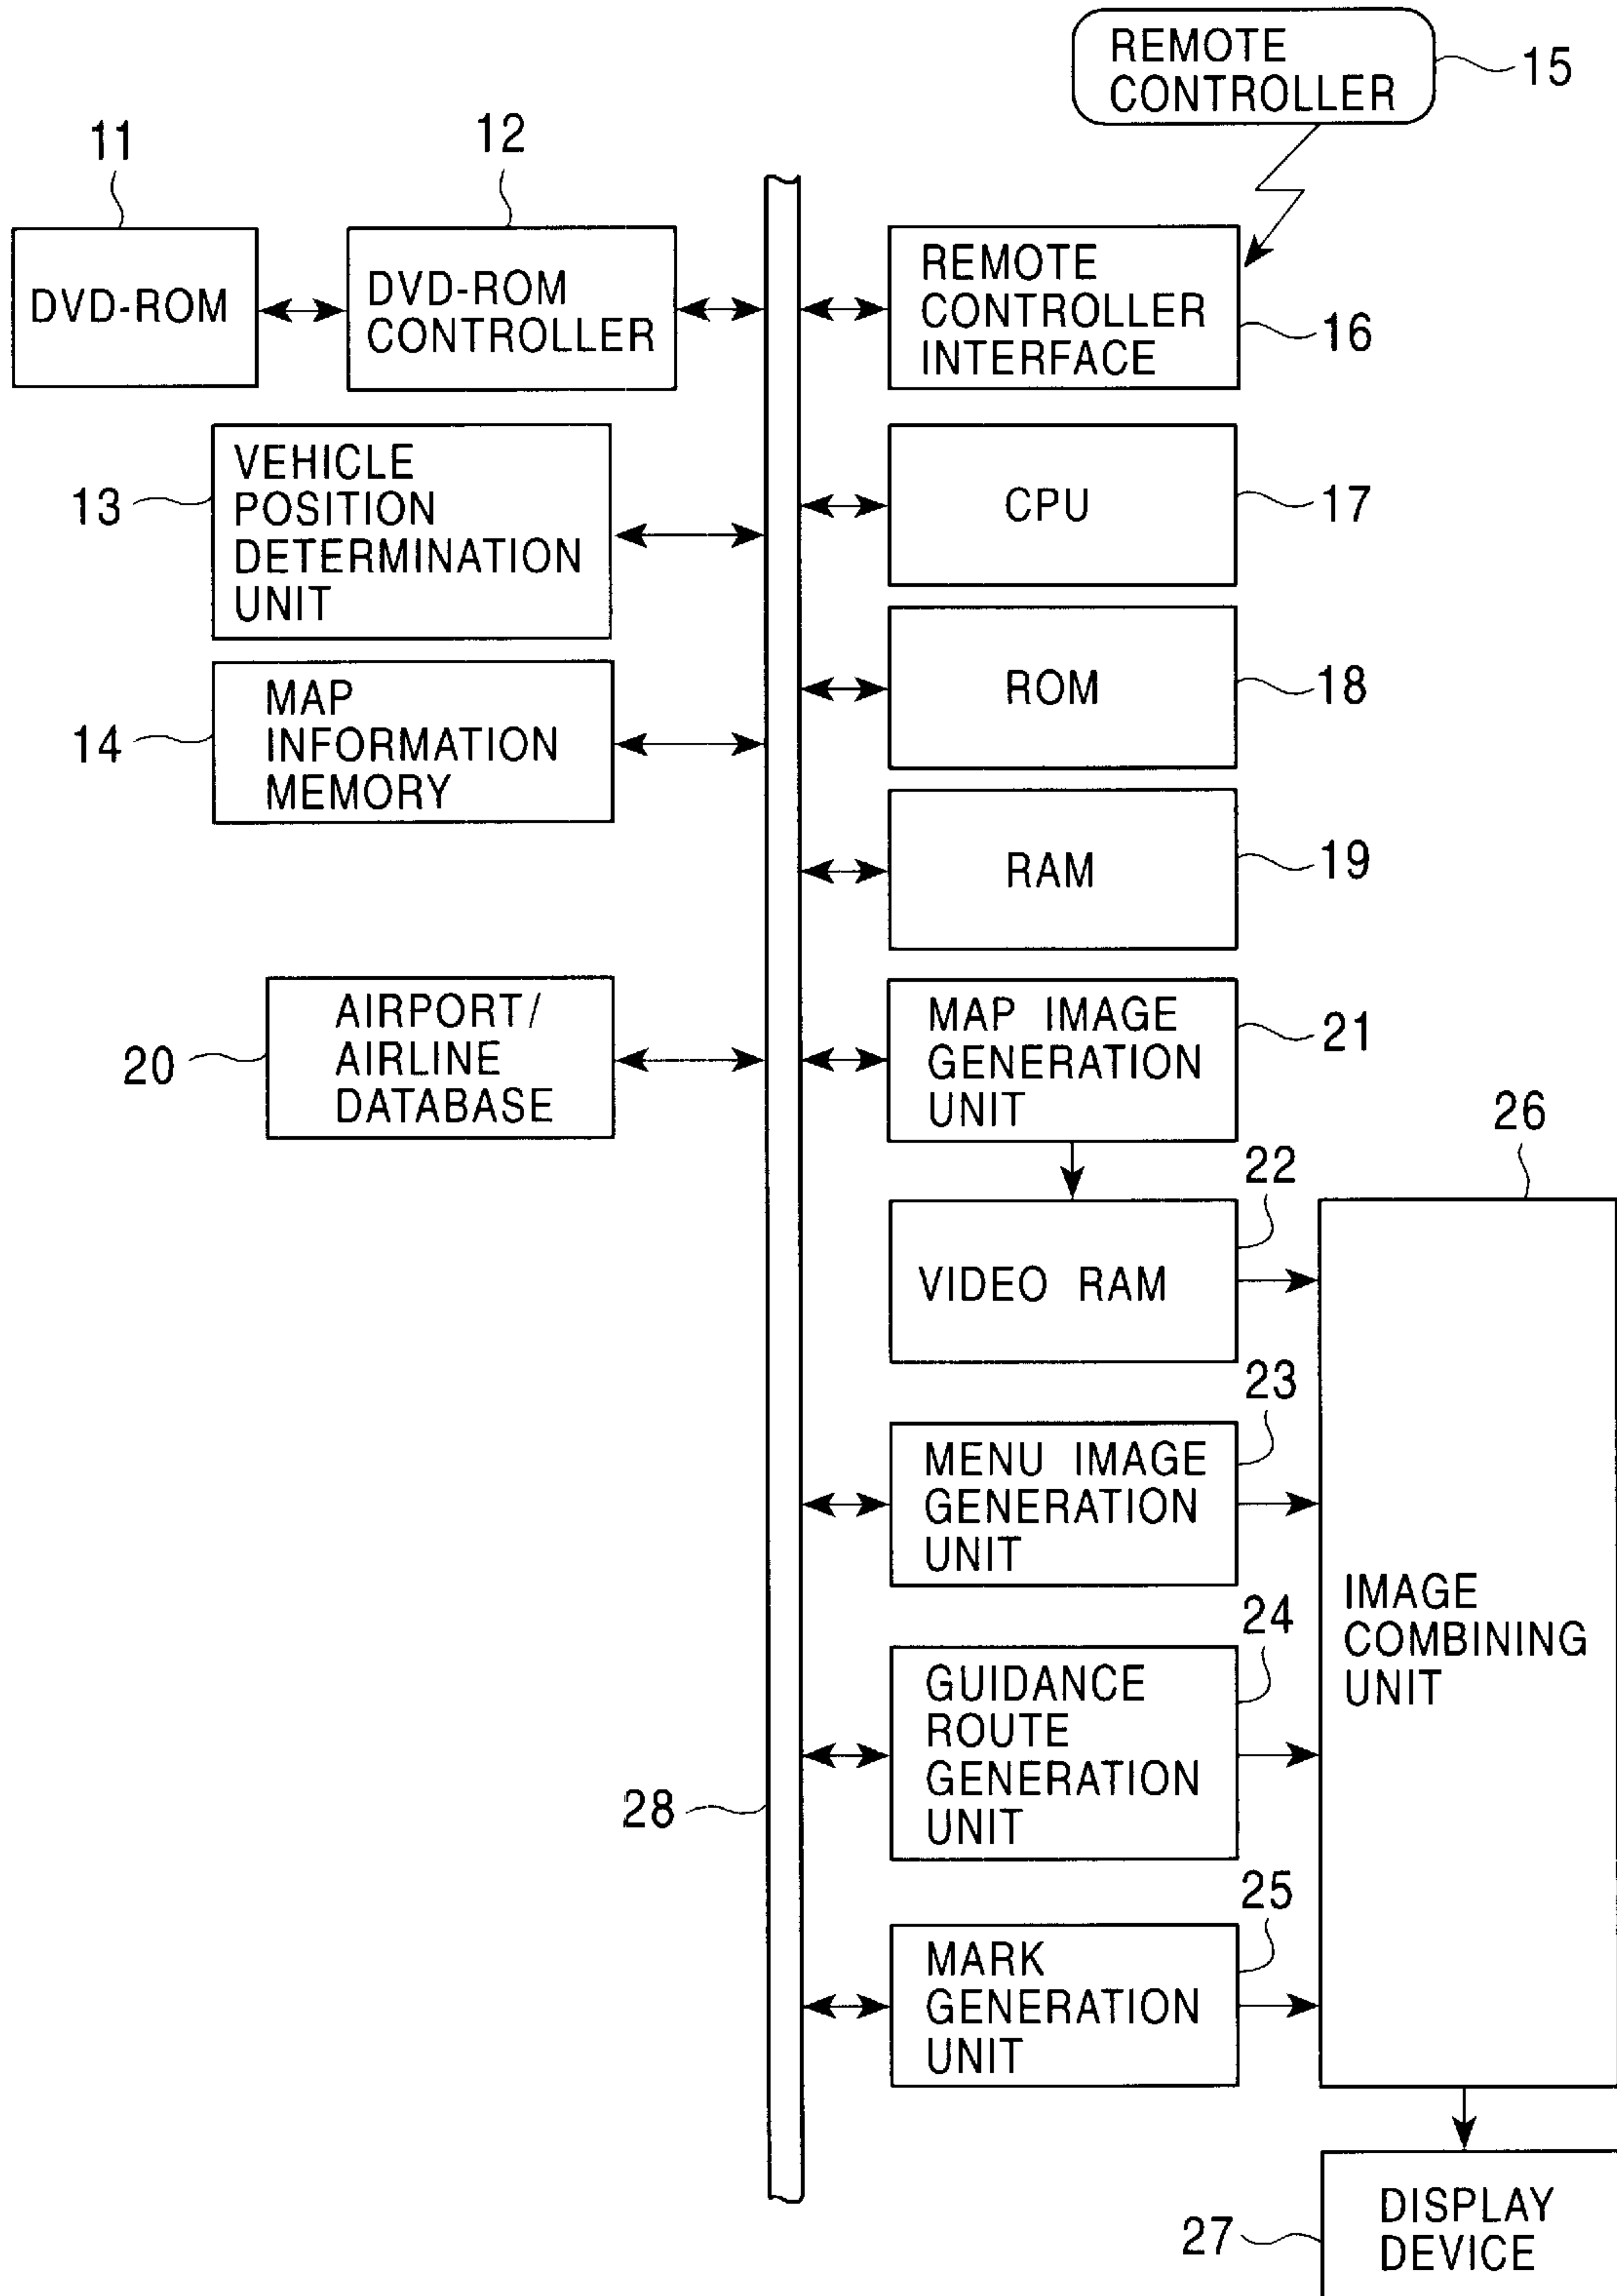 REMOTE
CONTROLLER
15
11
12
DVD-ROM
DVD-ROM
CONTROLLER
REMOTE
CONTROLLER
INTERFACE
16
13
VEHICLE
POSITION
DETERMINATION
UNIT
CPU
17
14
MAP
INFORMATION
MEMORY
ROM
18
RAM
19
20
AIRPORT/
AIRLINE
DATABASE
MAP IMAGE
GENERATION
UNIT
21
22
26
VIDEO RAM
23
MENU IMAGE
GENERATION
UNIT
IMAGE
COMBINING
UNIT
24
GUIDANCE
ROUTE
GENERATION
UNIT
28
25
MARK
GENERATION
UNIT
27
DISPLAY
DEVICE